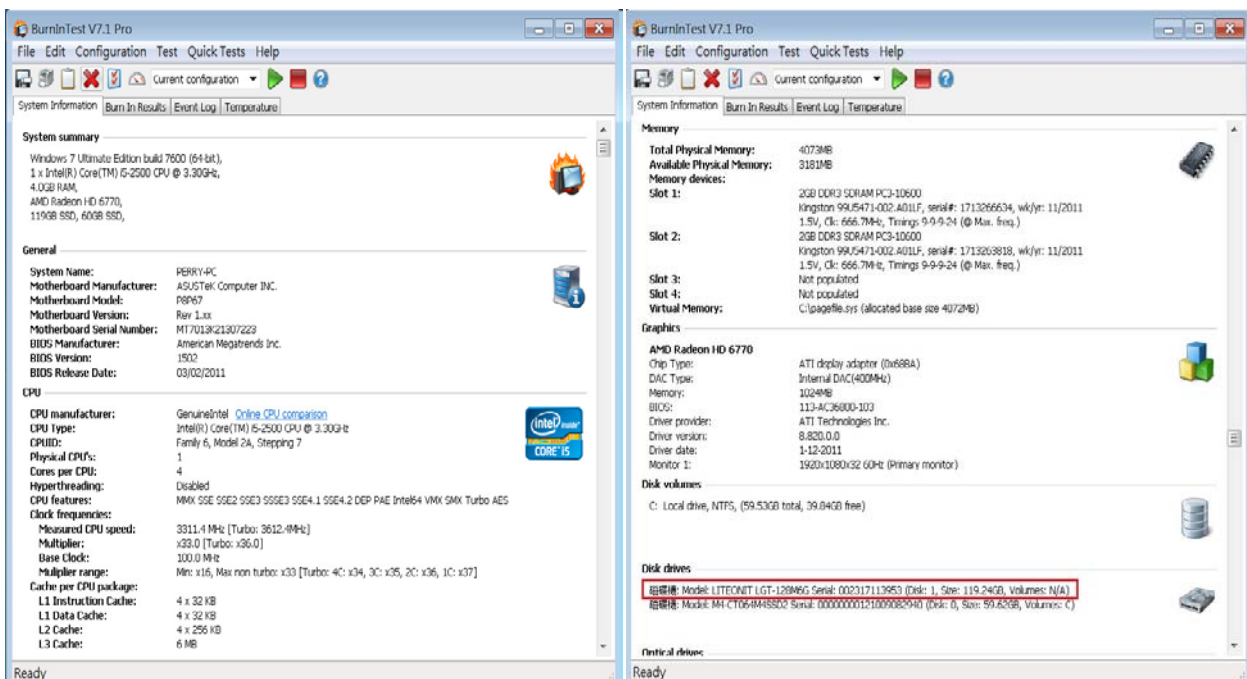 BurnInTest V7.1 Pro
File Edit Configuration Test Quick Tests Help
Current configuration
System Information Burn In Results Event Log Temperature
System summary
Windows 7 Ultimate Edition build 7600 (64-bit),
1 x Intel(R) Core(TM) i5-2500 CPU @ 3.30GHz,
4.0GB RAM,
AMD Radeon HD 6770,
119GB SSD, 60GB SSD,
General
System Name: PERRY-PC
Motherboard Manufacturer: ASUSTeK Computer INC.
Motherboard Model: P8P67
Motherboard Version: Rev 1.xx
Motherboard Serial Number: MT7013K21307223
BIOS Manufacturer: American Megatrends Inc.
BIOS Version: 1502
BIOS Release Date: 03/02/2011
CPU
CPU manufacturer: GenuineIntel Online CPU comparison
CPU Type: Intel(R) Core(TM) i5-2500 CPU @ 3.30GHz
CPUID: Family 6, Model 2A, Stepping 7
Physical CPU's: 1
Cores per CPU: 4
Hyperthreading: Disabled
CPU features: MMX SSE SSE2 SSE3 SSSE3 SSE4.1 SSE4.2 DEP PAE Intel64 VMX SMX Turbo AES
Clock frequencies:
Measured CPU speed: 3311.4 MHz [Turbo: 3612.4MHz]
Multiplier: x33.0 [Turbo: x36.0]
Base Clock: 100.0 MHz
Muliplier range: Min: x16, Max non turbo: x33 [Turbo: 4C: x34, 3C: x35, 2C: x36, 1C: x37]
Cache per CPU package:
L1 Instruction Cache: 4 x 32 KB
L1 Data Cache: 4 x 32 KB
L2 Cache: 4 x 256 KB
L3 Cache: 6 MB
(intel) inside
CORE i5
Ready
BurnInTest V7.1 Pro
File Edit Configuration Test Quick Tests Help
Current configuration
System Information Burn In Results Event Log Temperature
Memory
Total Physical Memory: 4073MB
Available Physical Memory: 3181MB
Memory devices:
Slot 1: 2GB DDR3 SDRAM PC3-10600
Kingston 99U5471-002.A01LF, serial#: 1713266634, wk/yr: 11/2011
1.5V, Clk: 666.7MHz, Timings 9-9-9-24 (@ Max. freq.)
Slot 2: 2GB DDR3 SDRAM PC3-10600
Kingston 99U5471-002.A01LF, serial#: 1713263818, wk/yr: 11/2011
1.5V, Clk: 666.7MHz, Timings 9-9-9-24 (@ Max. freq.)
Slot 3: Not populated
Slot 4: Not populated
Virtual Memory: C:\pagefile.sys (allocated base size 4072MB)
Graphics
AMD Radeon HD 6770
Chip Type: ATI display adapter (0x68BA)
DAC Type: Internal DAC(400MHz)
Memory: 1024MB
BIOS: 113-AC36800-103
Driver provider: ATI Technologies Inc.
Driver version: 8.820.0.0
Driver date: 1-12-2011
Monitor 1: 1920x1080x32 60Hz (Primary monitor)
Disk volumes
C: Local drive, NTFS, (59.53GB total, 39.84GB free)
Disk drives
磁碟機: Model: LITEONIT LGT-128M6G Serial: 002317113953 (Disk: 1, Size: 119.24GB, Volumes: N/A)
磁碟機: Model: M4-CT064M4SSD2 Serial: 00000000121009082940 (Disk: 0, Size: 59.62GB, Volumes: C)
Optical drives
Ready